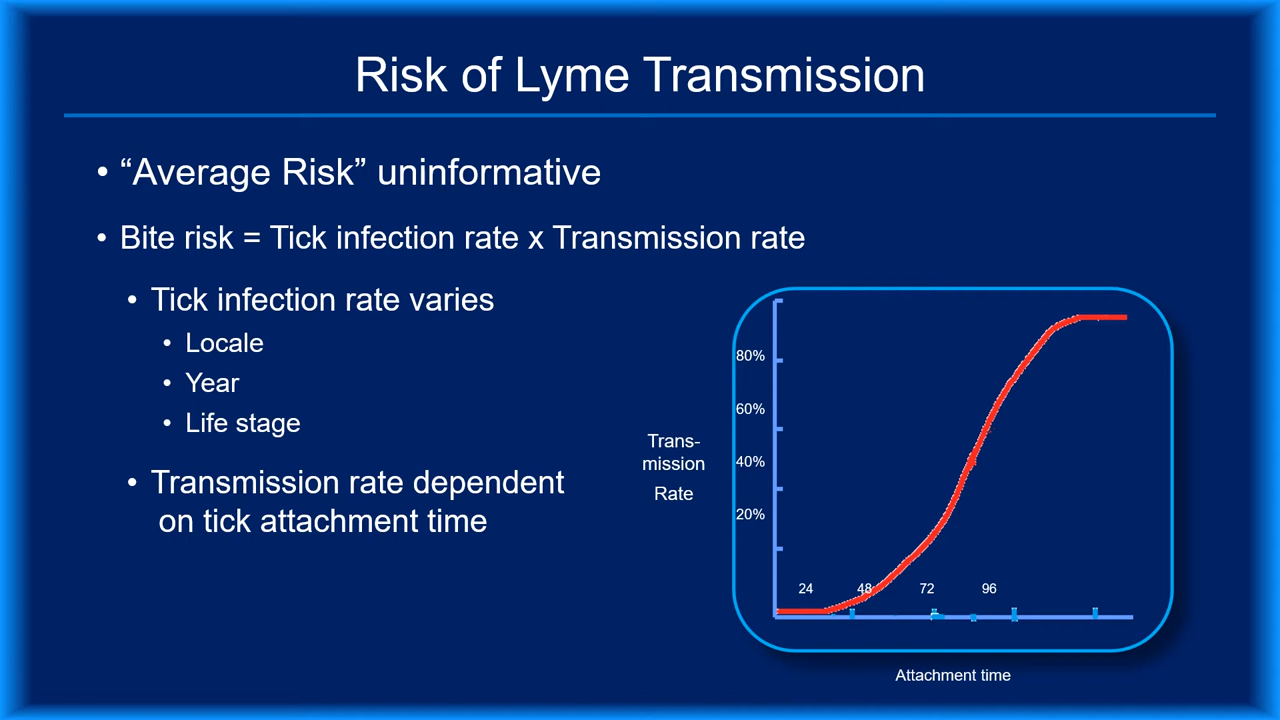 Risk of Lyme Transmission
• “Average Risk” uninformative
• Bite risk = Tick infection rate x Transmission rate
• Tick infection rate varies
• Locale
• Year
• Life stage
• Transmission rate dependent
on tick attachment time
Trans-
mission
Rate
80%
60%
40%
20%
24 48 72 96
Attachment time